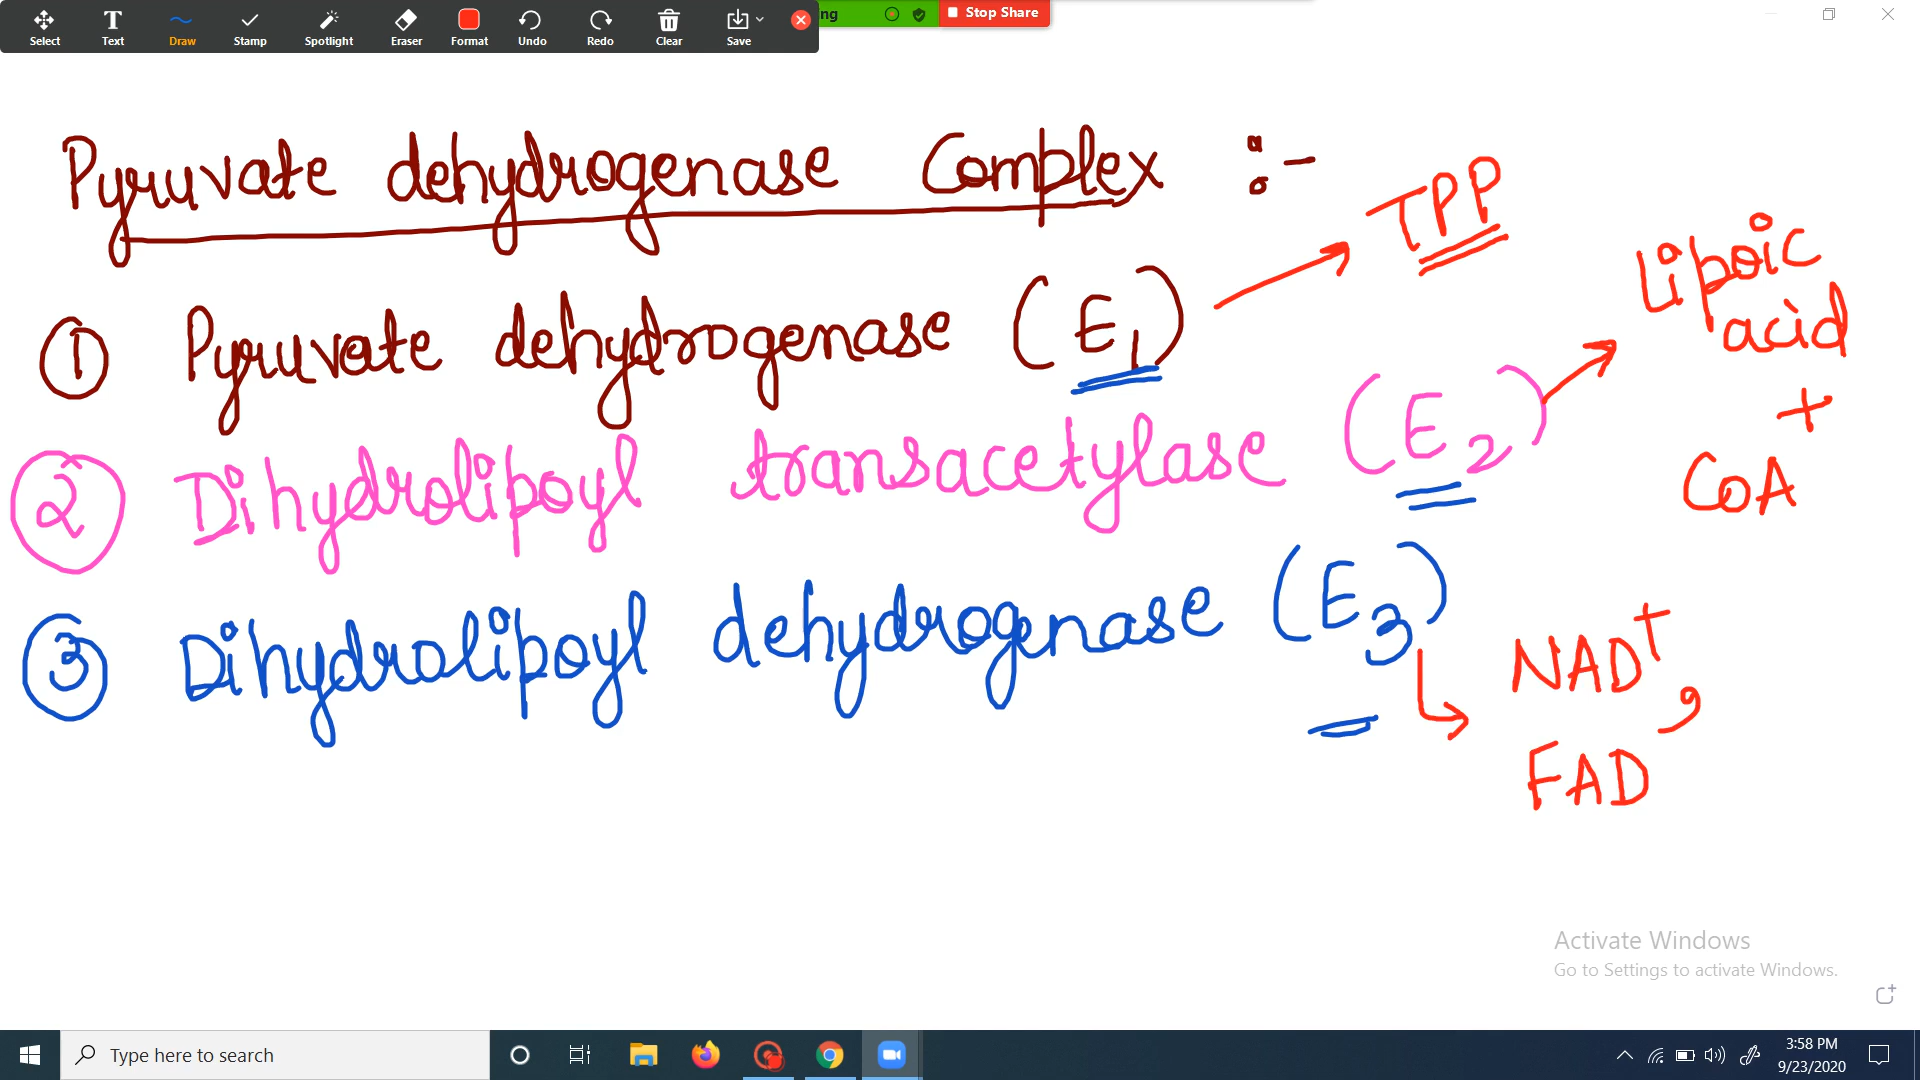 Select Text Draw Stamp Spotlight Eraser Format Undo Redo Clear Save
ng Stop Share
Pyruvate dehydrogenase Complex :-
TPP
① Pyruvate dehydrogenase (E1)
Lipoic
acid
+
CoA
② Dihydrolipoyl transacetylase (E2)
③ Dihydrolipoyl dehydrogenase (E3)
NAD+,
FAD
Activate Windows
Go to Settings to activate Windows.
Type here to search
3:58 PM
9/23/2020